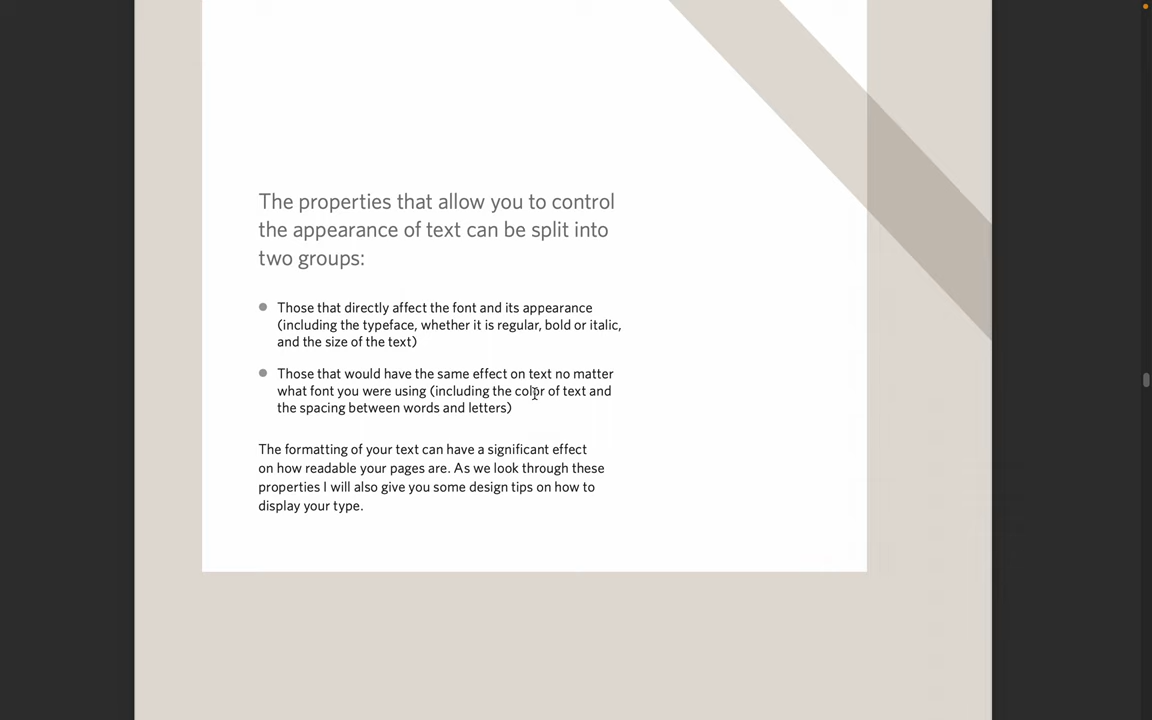 The properties that allow you to control
the appearance of text can be split into
two groups:
Those that directly affect the font and its appearance
(including the typeface, whether it is regular, bold or italic,
and the size of the text)
Those that would have the same effect on text no matter
what font you were using (including the color of text and
the spacing between words and letters)
The formatting of your text can have a significant effect
on how readable your pages are. As we look through these
properties I will also give you some design tips on how to
display your type.